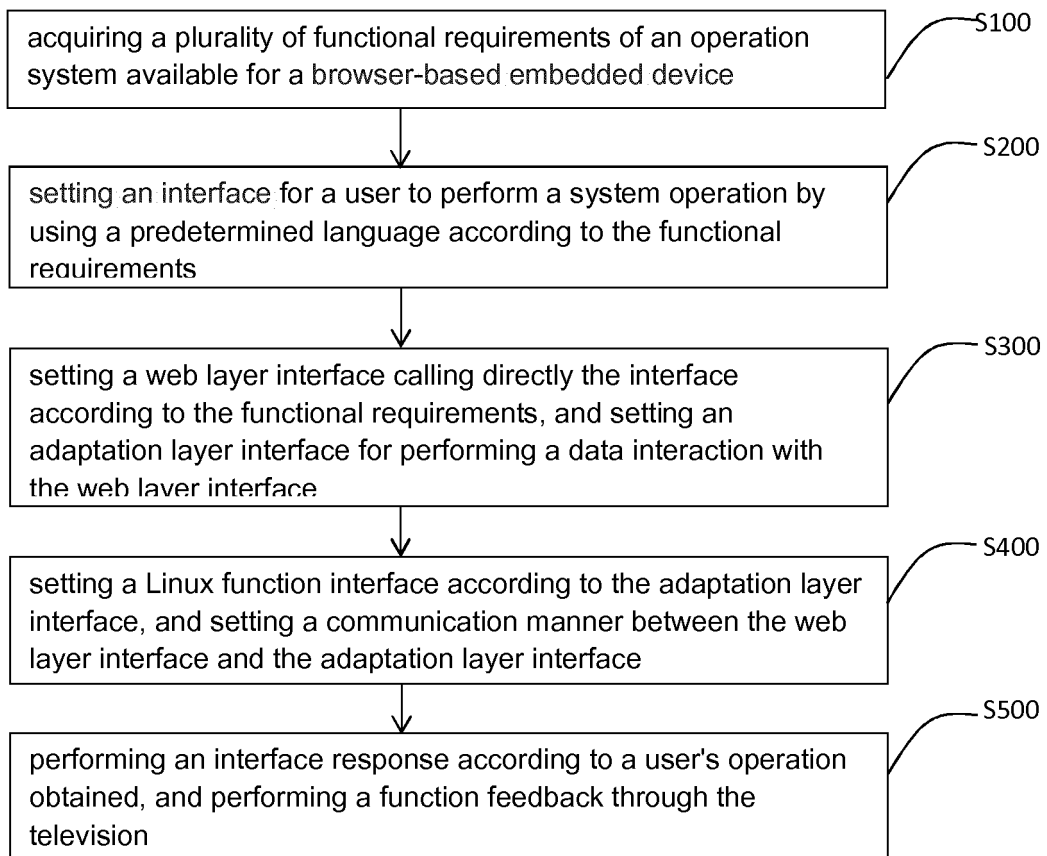 acquiring a plurality of functional requirements of an operation
system available for a browser-based embedded device
S100
setting an interface for a user to perform a system operation by
using a predetermined language according to the functional
requirements
S200
setting a web layer interface calling directly the interface
according to the functional requirements, and setting an
adaptation layer interface for performing a data interaction with
the web layer interface
S300
setting a Linux function interface according to the adaptation layer
interface, and setting a communication manner between the web
layer interface and the adaptation layer interface
S400
performing an interface response according to a user's operation
obtained, and performing a function feedback through the
television
S500